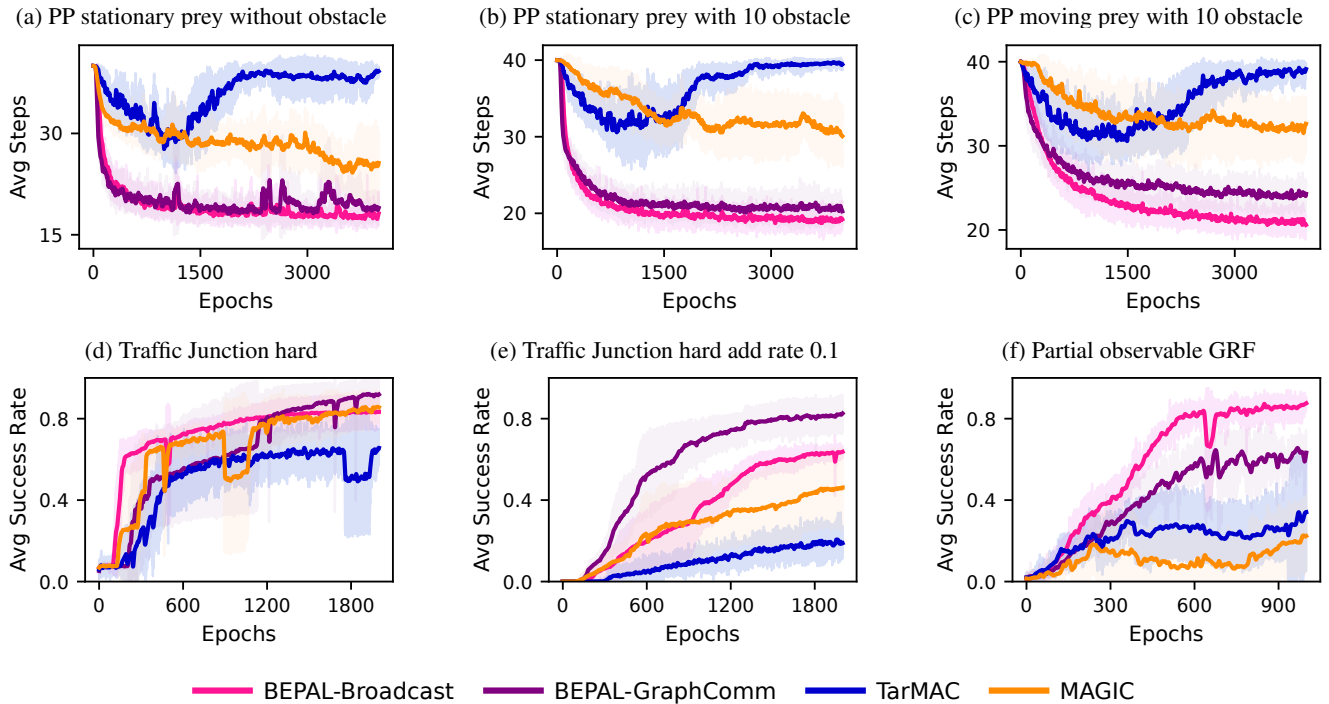 (a) PP stationary prey without obstacle
(b) PP stationary prey with 10 obstacle
(c) PP moving prey with 10 obstacle
Avg Steps
30
15
0
1500
3000
Epochs
Avg Steps
40
30
20
0
1500
3000
Epochs
Avg Steps
40
30
20
0
1500
3000
Epochs
(d) Traffic Junction hard
(e) Traffic Junction hard add rate 0.1
(f) Partial observable GRF
Avg Success Rate
0.8
0.4
0.0
0
600
1200
1800
Epochs
Avg Success Rate
0.8
0.4
0.0
0
600
1200
1800
Epochs
Avg Success Rate
0.8
0.4
0.0
0
300
600
900
Epochs
BEPAL-Broadcast
BEPAL-GraphComm
TarMAC
MAGIC